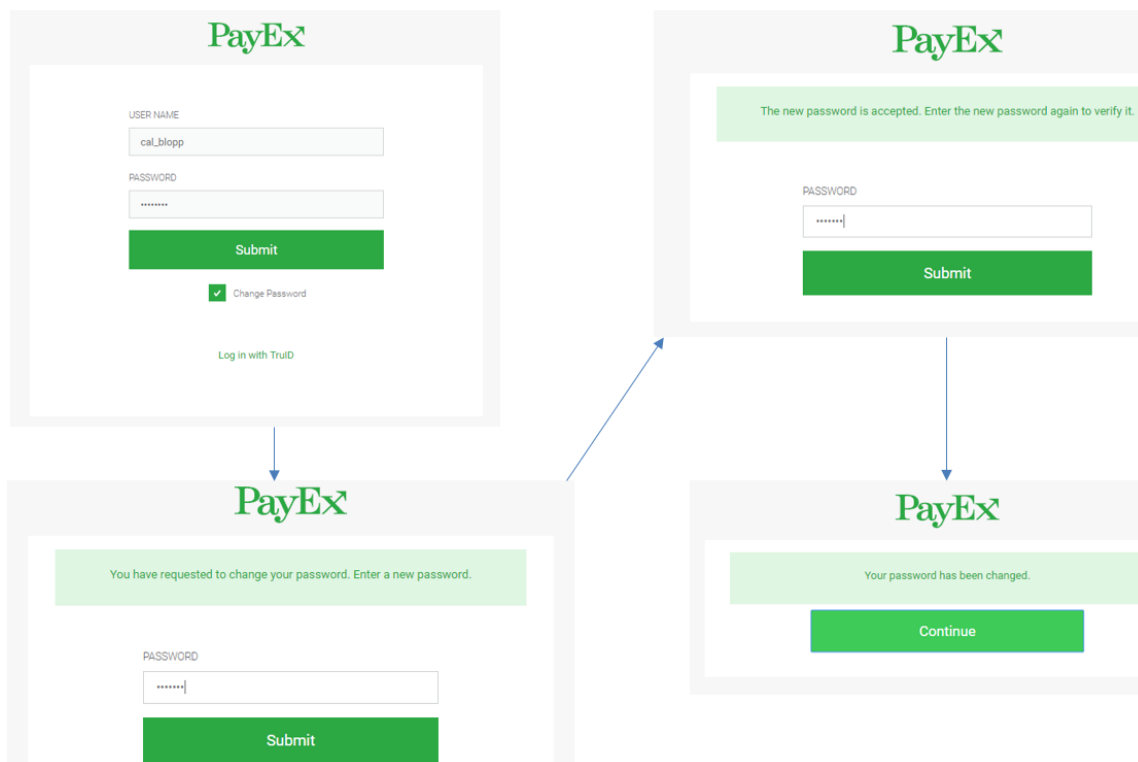 PayEx
USER NAME
cal_blopp
PASSWORD
••••••••
Submit
Change Password
Log in with TruID
PayEx
You have requested to change your password. Enter a new password.
PASSWORD
•••••••
Submit
PayEx
The new password is accepted. Enter the new password again to verify it.
PASSWORD
•••••••
Submit
PayEx
Your password has been changed.
Continue